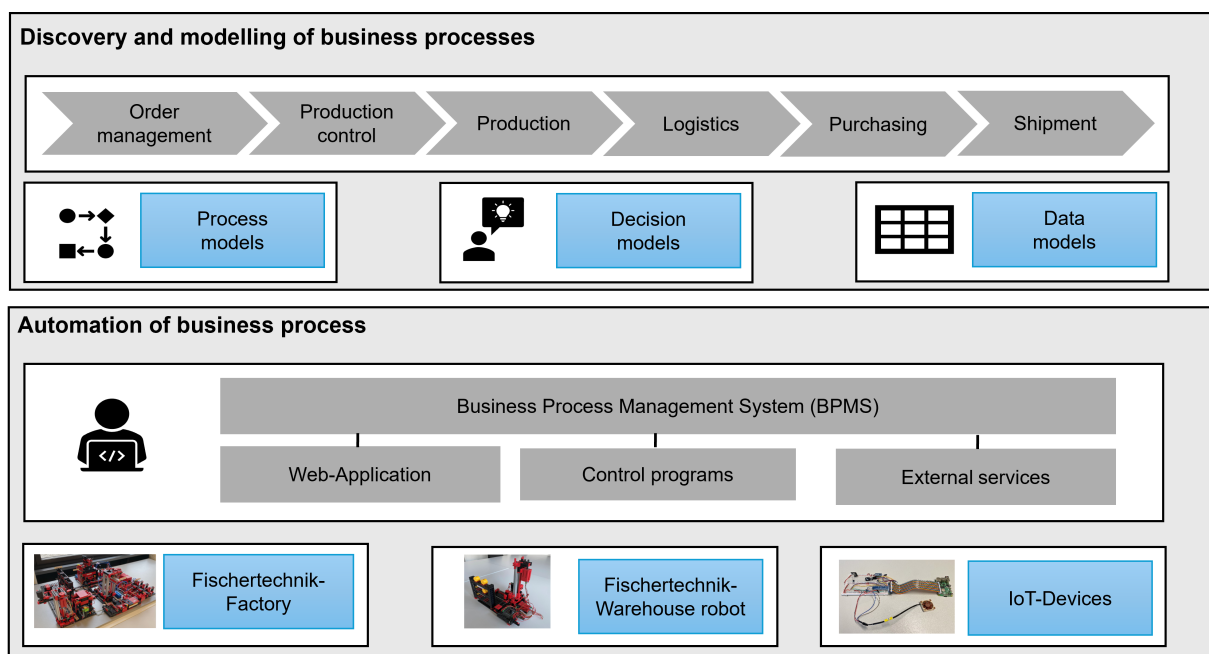 Discovery and modelling of business processes
Order
management
Production
control
Production
Logistics
Purchasing
Shipment
Process
models
Decision
models
Data
models
Automation of business process
Business Process Management System (BPMS)
</>
Web-Application
Control programs
External services
Fischertechnik-
Factory
Fischertechnik-
Warehouse robot
IoT-Devices